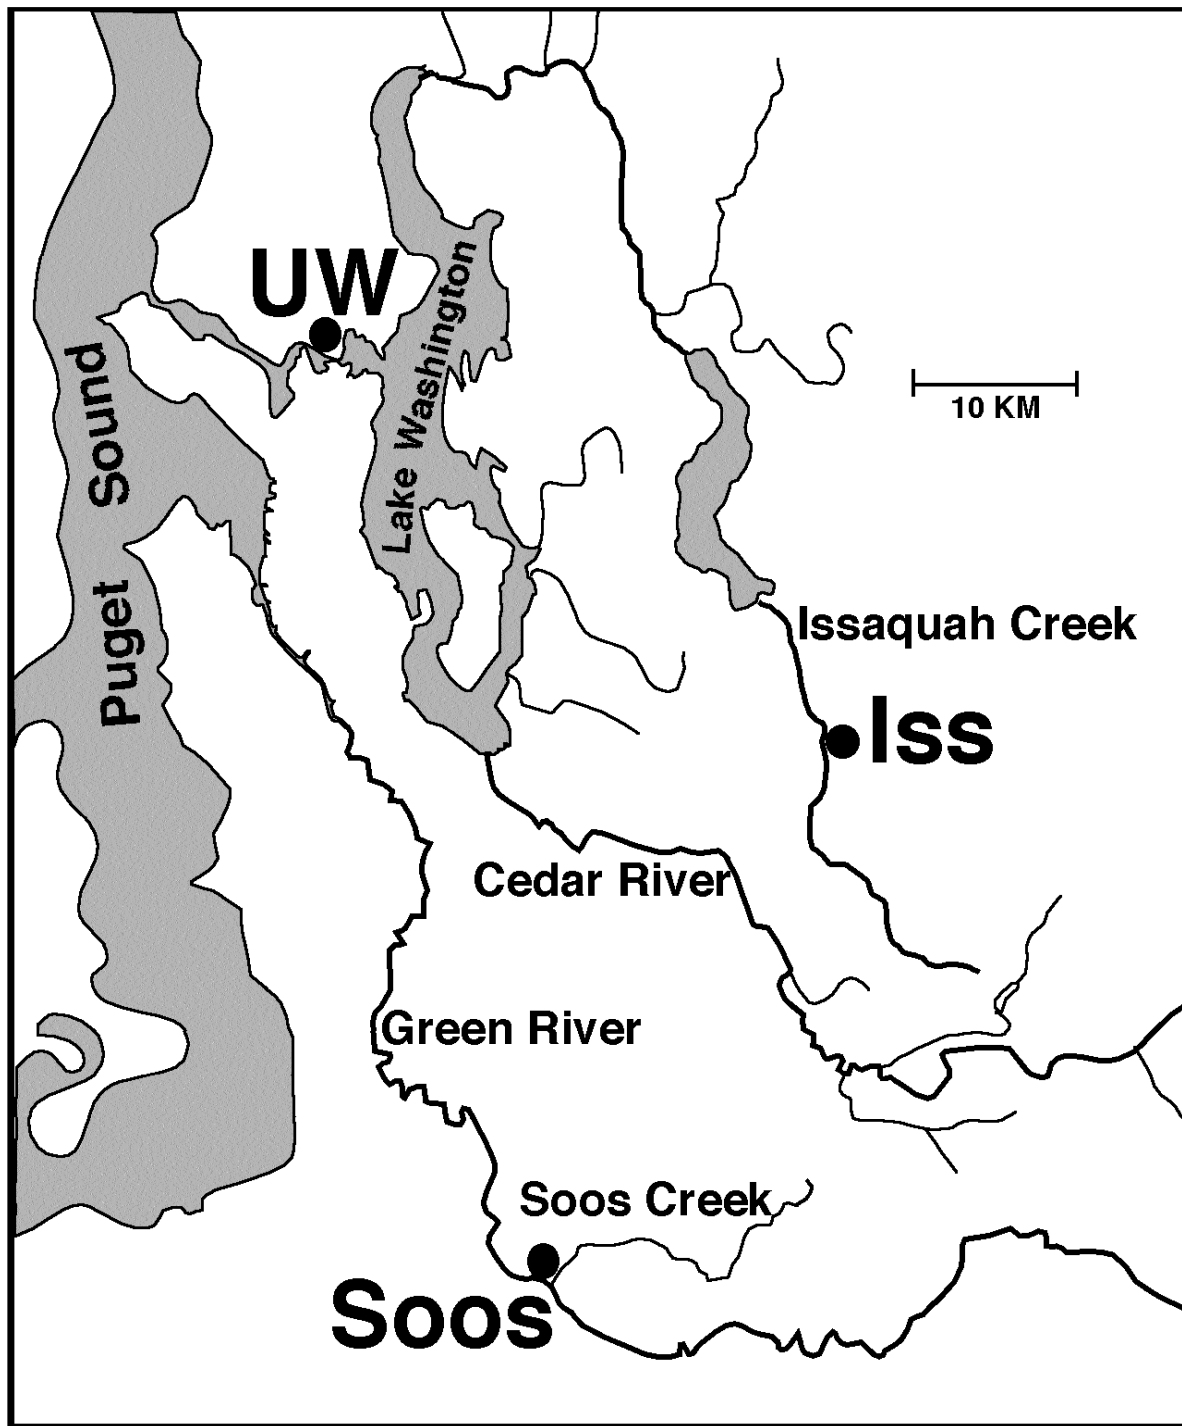 UW
Lake Washington
Puget Sound
10 KM
Issaquah Creek
Iss
Cedar River
Green River
Soos Creek
Soos